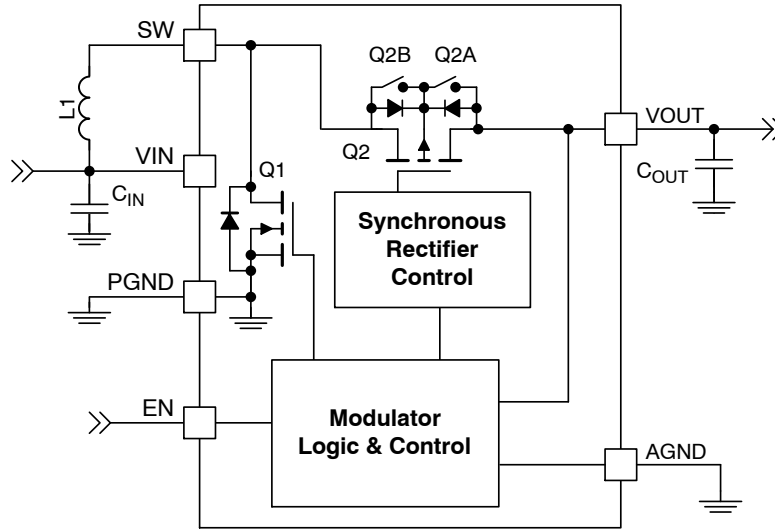 SW
Q2B
Q2A
L1
VOUT
VIN
Q1
Q2
C_IN
C_OUT
Synchronous
Rectifier
Control
PGND
EN
Modulator
Logic & Control
AGND